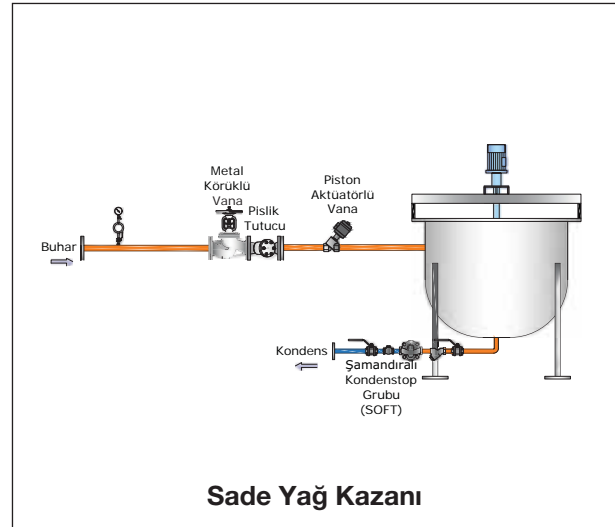 Metal
Körüklü
Vana
Pislik
Tutucu
Piston
Aktüatörlü
Vana
Buhar
Kondens
Şamandıralı
Kondenstop
Grubu
(SOFT)
Sade Yağ Kazanı